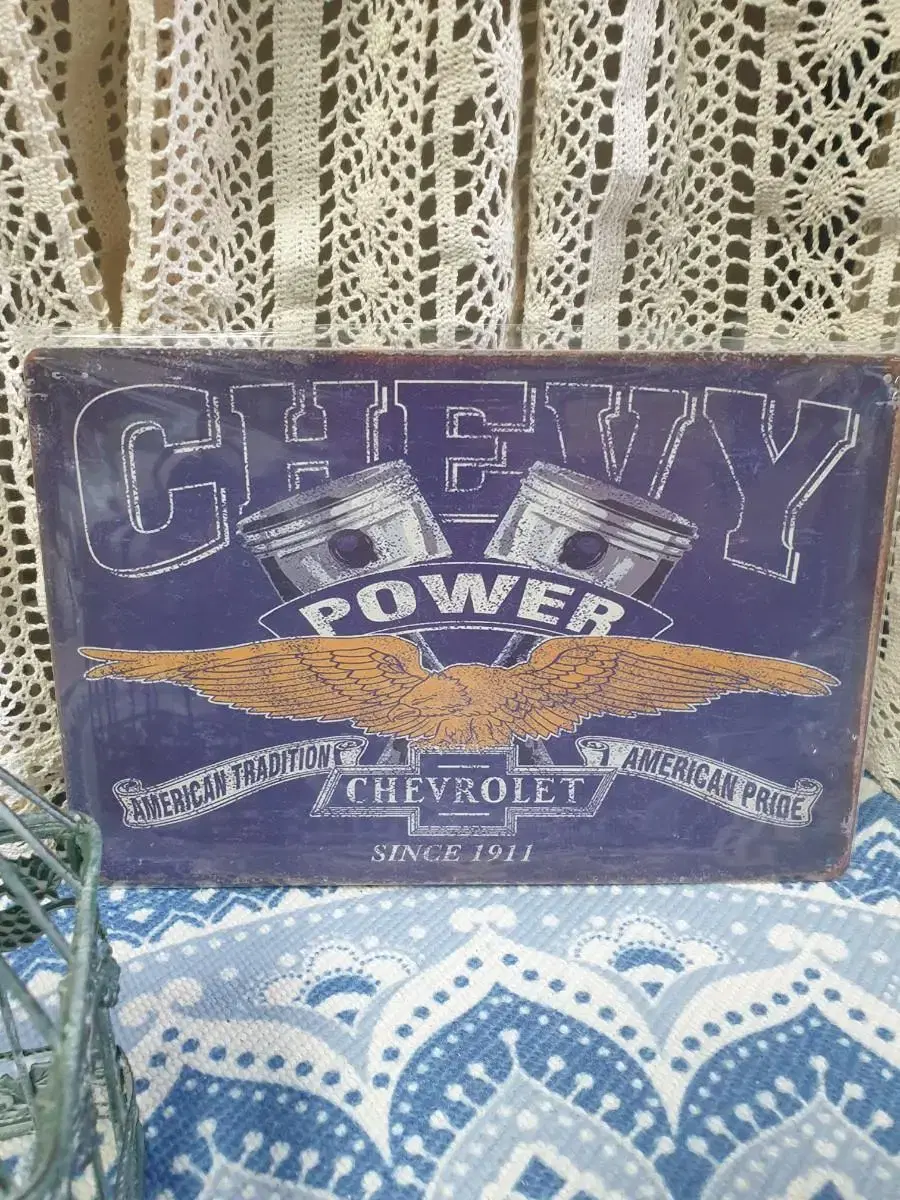 CHEVY
POWER
AMERICAN TRADITION
CHEVROLET
AMERICAN PRIDE
SINCE 1911